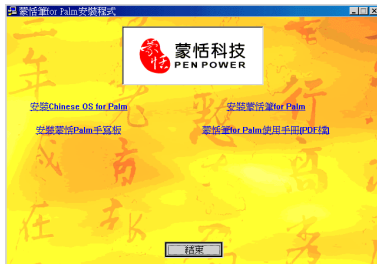 蒙恬筆for Palm安裝程式
蒙恬
蒙恬科技
PENPOWER
安裝Chinese OS for Palm
安裝蒙恬筆for Palm
安裝蒙恬Palm手寫板
蒙恬筆for Palm使用手冊(PDF檔)
結束